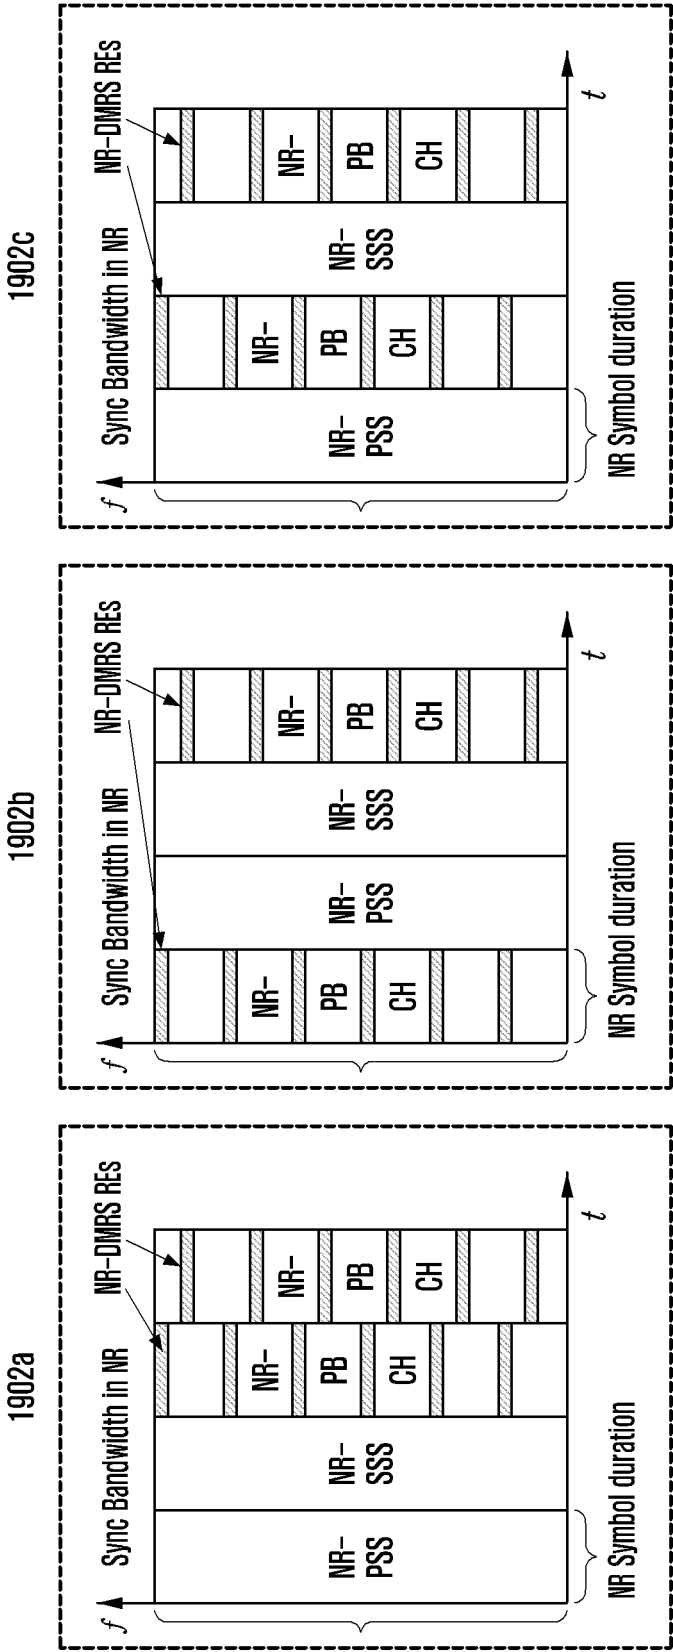 1902a
Sync Bandwidth in NR
NR-DMRS REs
f
NR-
PSS
NR-
SSS
NR-
PB
CH
NR-
PB
CH
t
NR Symbol duration
1902b
Sync Bandwidth in NR
NR-DMRS REs
f
NR-
PB
CH
NR-
PSS
NR-
SSS
NR-
PB
CH
t
NR Symbol duration
1902c
Sync Bandwidth in NR
NR-DMRS REs
f
NR-
PSS
NR-
PB
CH
NR-
SSS
NR-
PB
CH
t
NR Symbol duration